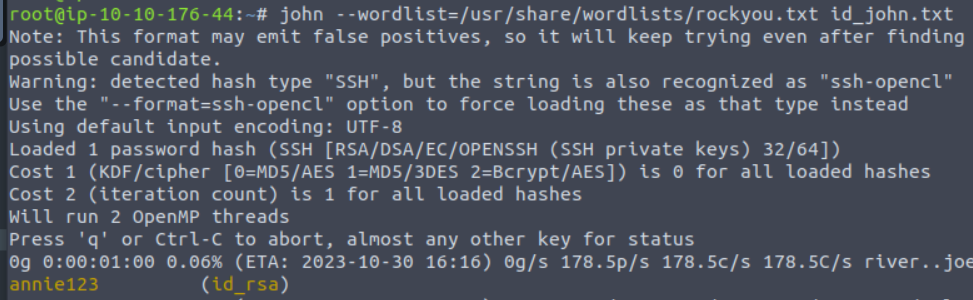 root@ip-10-10-176-44:~# john --wordlist=/usr/share/wordlists/rockyou.txt id_john.txt
Note: This format may emit false positives, so it will keep trying even after finding
possible candidate.
Warning: detected hash type "SSH", but the string is also recognized as "ssh-opencl"
Use the "--format=ssh-opencl" option to force loading these as that type instead
Using default input encoding: UTF-8
Loaded 1 password hash (SSH [RSA/DSA/EC/OPENSSH (SSH private keys) 32/64])
Cost 1 (KDF/cipher [0=MD5/AES 1=MD5/3DES 2=Bcrypt/AES]) is 0 for all loaded hashes
Cost 2 (iteration count) is 1 for all loaded hashes
Will run 2 OpenMP threads
Press 'q' or Ctrl-C to abort, almost any other key for status
0g 0:00:01:00 0.06% (ETA: 2023-10-30 16:16) 0g/s 178.5p/s 178.5c/s 178.5C/s river..joe
annie123 (id_rsa)